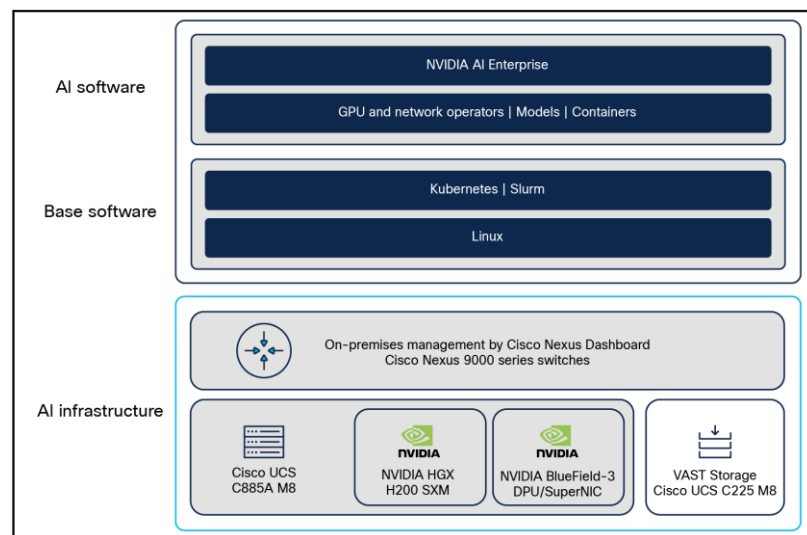 AI software
NVIDIA AI Enterprise
GPU and network operators | Models | Containers
Base software
Kubernetes | Slurm
Linux
AI infrastructure
On-premises management by Cisco Nexus Dashboard
Cisco Nexus 9000 series switches
Cisco UCS
C885A M8
NVIDIA
NVIDIA HGX
H200 SXM
NVIDIA
NVIDIA BlueField-3
DPU/SuperNIC
VAST Storage
Cisco UCS C225 M8